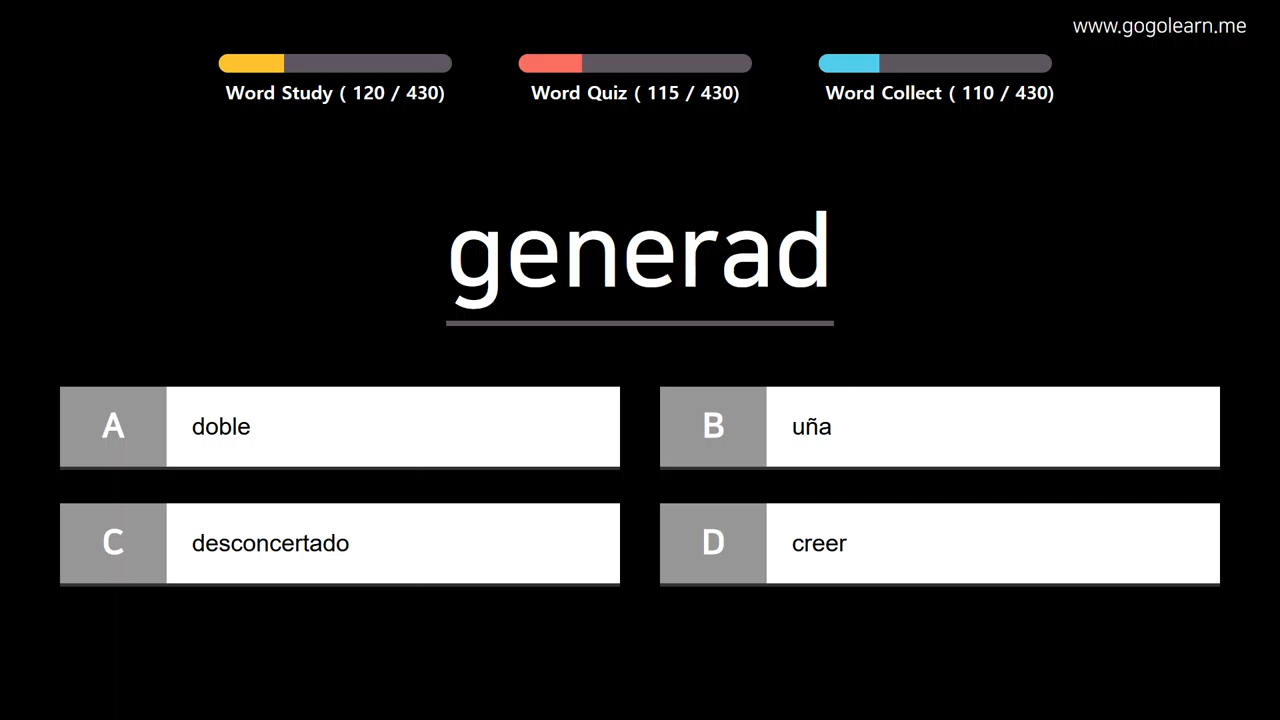 www.gogolearn.me
Word Study ( 120 / 430)
Word Quiz ( 115 / 430)
Word Collect ( 110 / 430)
generad
A doble
B uña
C desconcertado
D creer